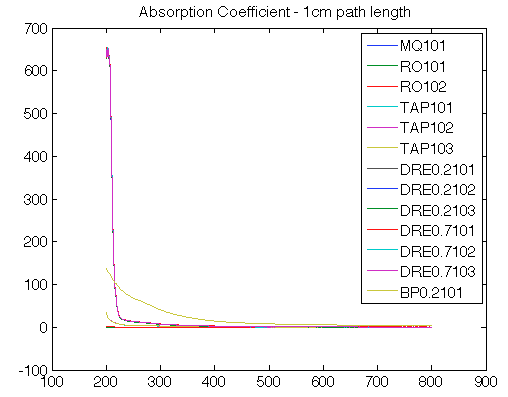 Absorption Coefficient - 1cm path length
700
600
500
400
300
200
100
0
-100
100
200
300
400
500
600
700
800
900
MQ101
RO101
RO102
TAP101
TAP102
TAP103
DRE0.2101
DRE0.2102
DRE0.2103
DRE0.7101
DRE0.7102
DRE0.7103
BP0.2101